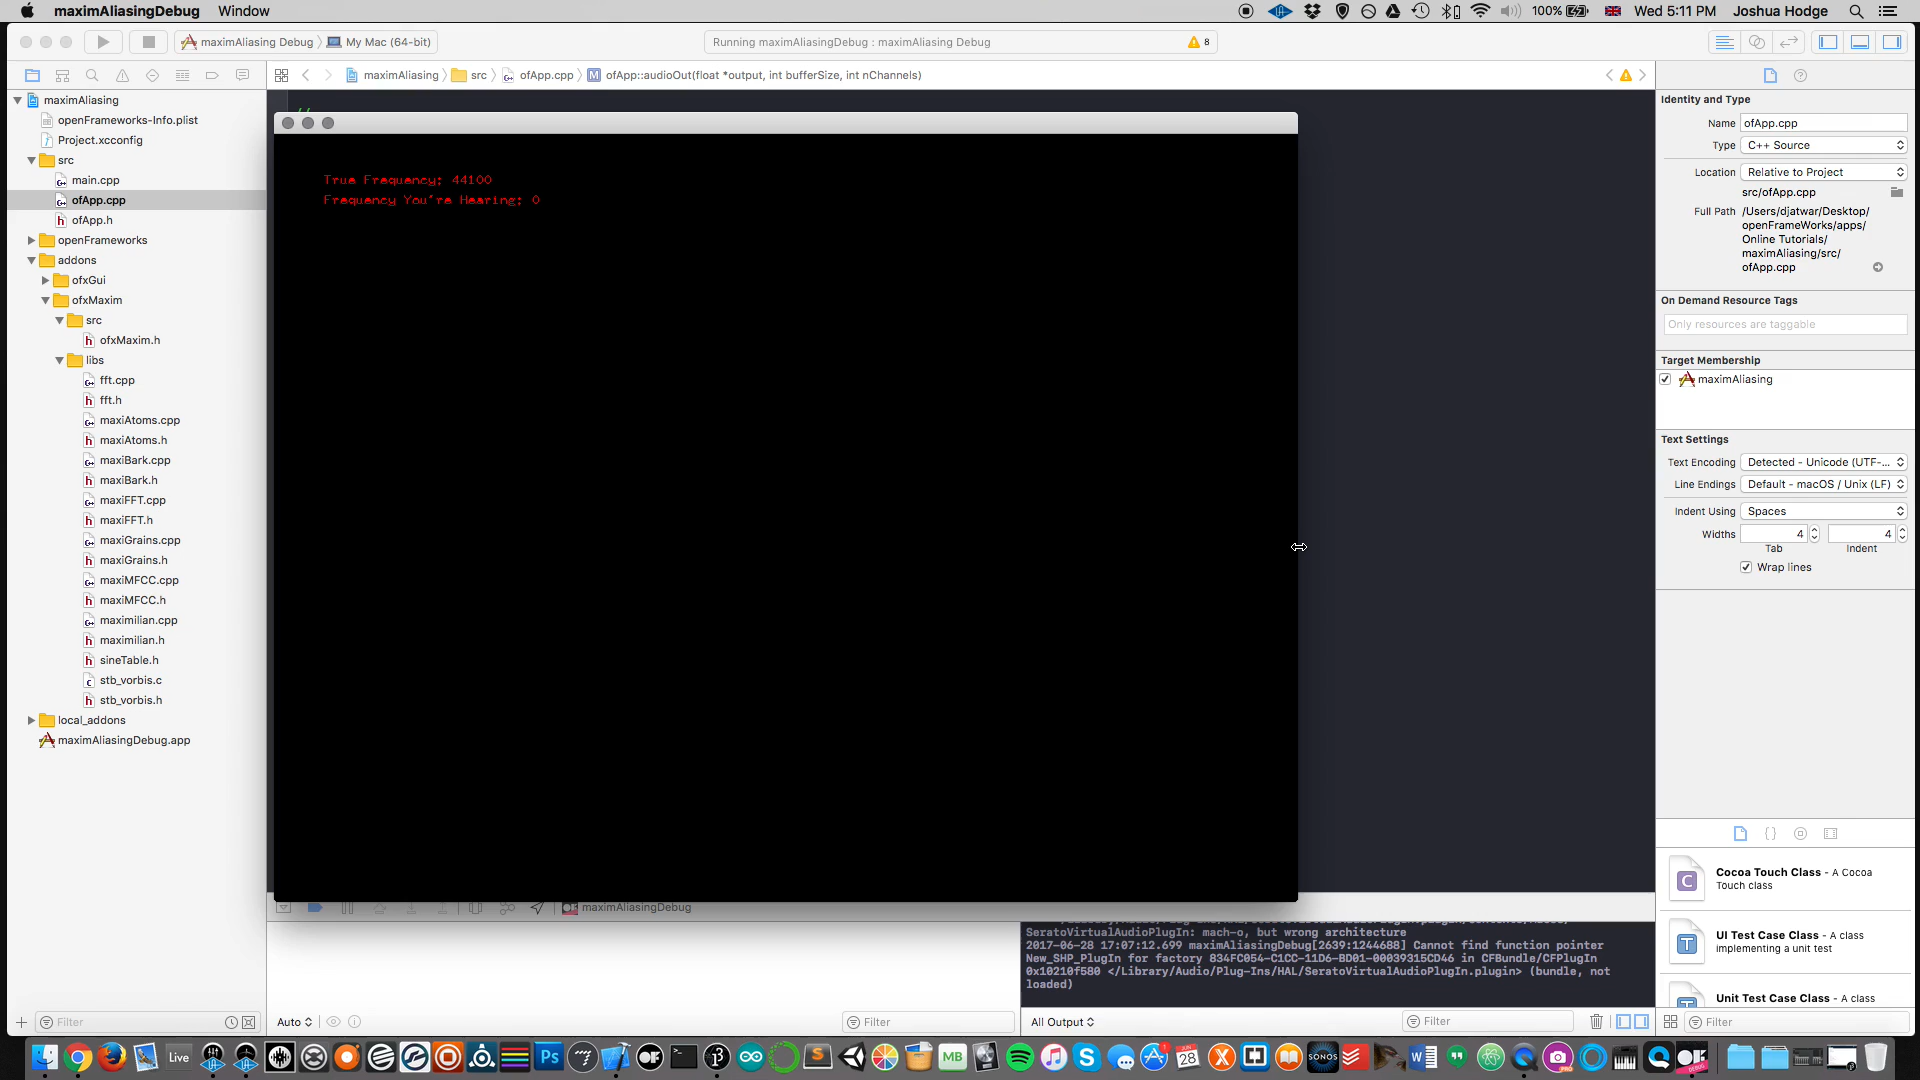 maximAliasingDebug Window
100% Wed 5:11 PM Joshua Hodge
maximAliasing Debug My Mac (64-bit)
Running maximAliasingDebug : maximAliasing Debug
8
maximAliasing src ofApp.cpp M ofApp::audioOut(float *output, int bufferSize, int nChannels)
maximAliasing
openFrameworks-Info.plist
Project.xcconfig
src
main.cpp
ofApp.cpp
ofApp.h
openFrameworks
addons
ofxGui
ofxMaxim
src
ofxMaxim.h
libs
fft.cpp
fft.h
maxiAtoms.cpp
maxiAtoms.h
maxiBark.cpp
maxiBark.h
maxiFFT.cpp
maxiFFT.h
maxiGrains.cpp
maxiGrains.h
maxiMFCC.cpp
maxiMFCC.h
maximilian.cpp
maximilian.h
sineTable.h
stb_vorbis.c
stb_vorbis.h
local_addons
maximAliasingDebug.app
Filter
True Frequency: 44100
Frequency You're Hearing: 0
maximAliasingDebug
SeratoVirtualAudioPlugIn: mach-o, but wrong architecture
2017-06-28 17:07:12.699 maximAliasingDebug[2639:1244688] Cannot find function pointer
New_SHP_PlugIn for factory 834FC054-C1CC-11D6-BD01-00039315CD46 in CFBundle/CFPlugIn
0x10210f580 </Library/Audio/Plug-Ins/HAL/SeratoVirtualAudioPlugIn.plugin> (bundle, not
loaded)
Auto
Filter
All Output
Filter
Identity and Type
Name ofApp.cpp
Type C++ Source
Location Relative to Project
src/ofApp.cpp
Full Path /Users/djatwar/Desktop/
openFrameWorks/apps/
Online Tutorials/
maximAliasing/src/
ofApp.cpp
On Demand Resource Tags
Only resources are taggable
Target Membership
maximAliasing
Text Settings
Text Encoding Detected - Unicode (UTF-...
Line Endings Default - macOS / Unix (LF)
Indent Using Spaces
Widths 4 4
Tab Indent
Wrap lines
Cocoa Touch Class - A Cocoa
Touch class
UI Test Case Class - A class
implementing a unit test
Unit Test Case Class - A class
Filter
Live
Ps
MB
JUN
28
SONOS
DEBUG